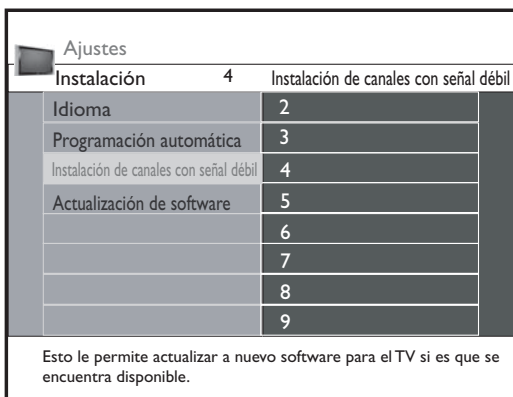 Ajustes
Instalación 4 Instalación de canales con señal débil
Idioma 2
Programación automática 3
Instalación de canales con señal débil 4
Actualización de software 5
6
7
8
9
Esto le permite actualizar a nuevo software para el TV si es que se
encuentra disponible.